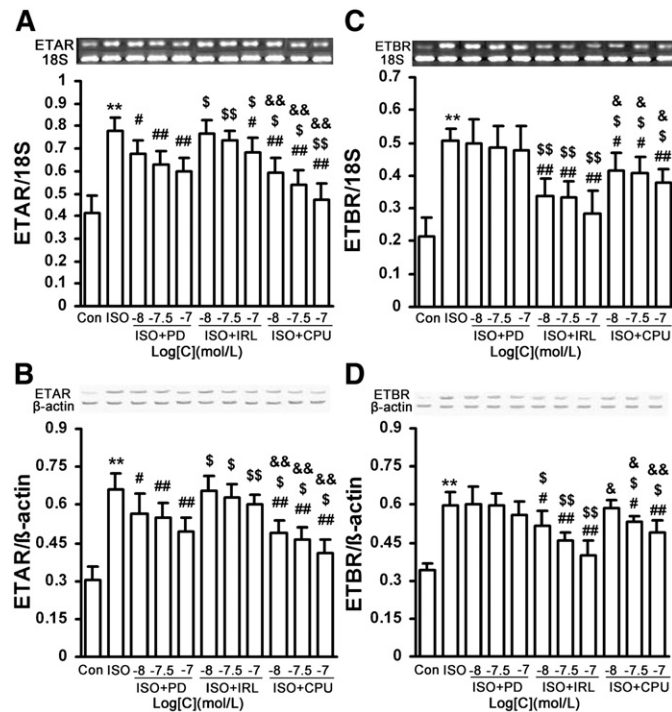 A
ETAR
18S
1
0.9
0.8
0.7
0.6
0.5
0.4
0.3
0.2
0.1
0
ETAR/18S
** # ## ## $ $$ $ # && $ ## && $ ## && $$ ##
Con ISO -8 -7.5 -7 -8 -7.5 -7 -8 -7.5 -7
ISO+PD ISO+IRL ISO+CPU
Log[C](mol/L)
C
ETBR
18S
0.7
0.6
0.5
0.4
0.3
0.2
0.1
0
ETBR/18S
** $$ ## $$ ## $$ ## & $ # & $ # & $ ##
Con ISO -8 -7.5 -7 -8 -7.5 -7 -8 -7.5 -7
ISO+PD ISO+IRL ISO+CPU
Log[C](mol/L)
B
ETAR
ß-actin
0.9
0.75
0.6
0.45
0.3
0.15
0
ETAR/ß-actin
** # ## ## $ $ $$ && $ ## && $ ## && $ ##
Con ISO -8 -7.5 -7 -8 -7.5 -7 -8 -7.5 -7
ISO+PD ISO+IRL ISO+CPU
Log[C](mol/L)
D
ETBR
ß-actin
0.9
0.75
0.6
0.45
0.3
0.15
0
ETBR/ß-actin
** $ # $$ ## $$ ## & & $ # && $ ##
Con ISO -8 -7.5 -7 -8 -7.5 -7 -8 -7.5 -7
ISO+PD ISO+IRL ISO+CPU
Log[C](mol/L)